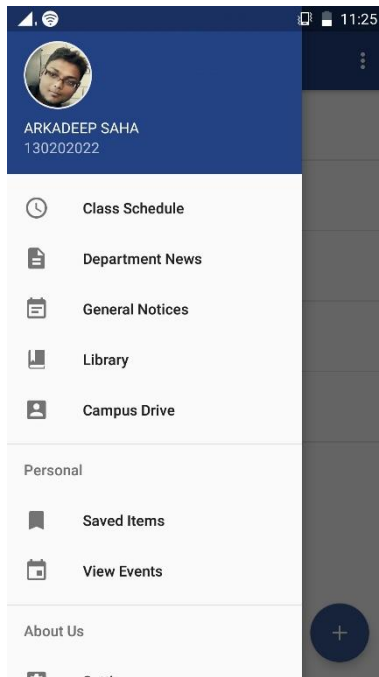 11:25
ARKADEEP SAHA
130202022
Class Schedule
Department News
General Notices
Library
Campus Drive
Personal
Saved Items
View Events
About Us